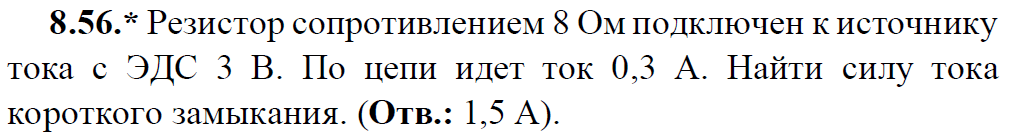 8.56.* Резистор сопротивлением 8 Ом подключен к источнику
тока с ЭДС 3 В. По цепи идет ток 0,3 А. Найти силу тока
короткого замыкания. (Отв.: 1,5 А).